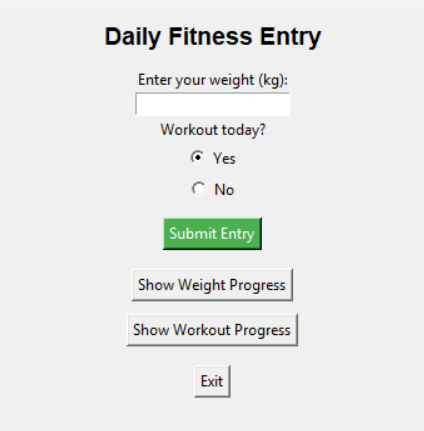 Daily Fitness Entry
Enter your weight (kg):
Workout today?
Yes
No
Submit Entry
Show Weight Progress
Show Workout Progress
Exit